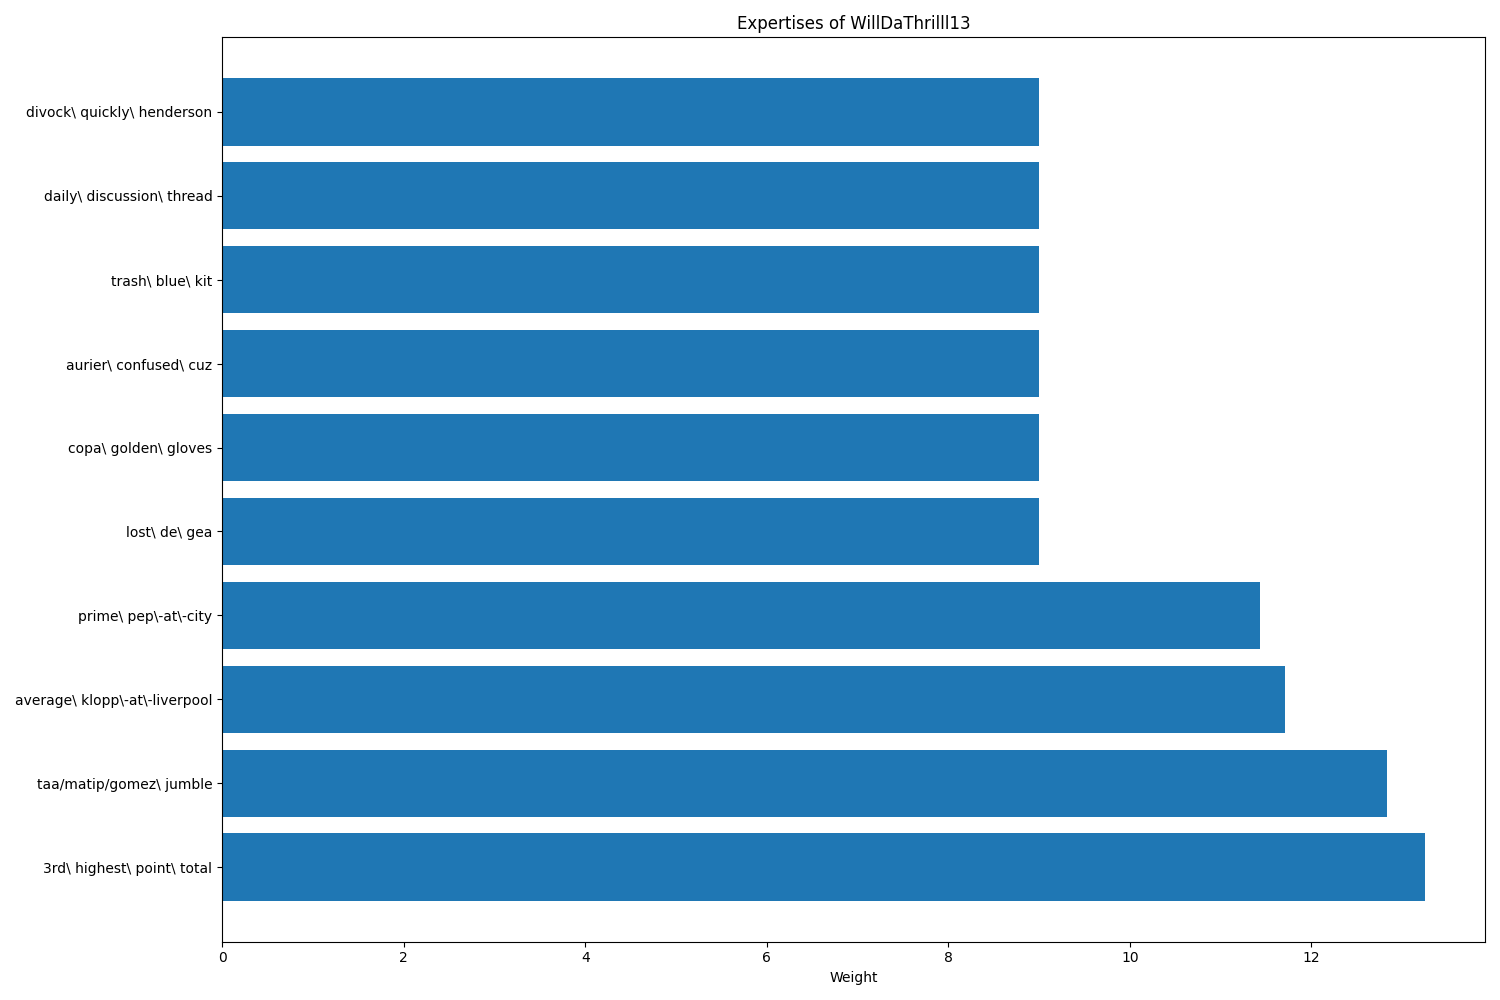 Expertises of WillDaThrilll13
divock\ quickly\ henderson
daily\ discussion\ thread
trash\ blue\ kit
aurier\ confused\ cuz
copa\ golden\ gloves
lost\ de\ gea
prime\ pep\-at\-city
average\ klopp\-at\-liverpool
taa/matip/gomez\ jumble
3rd\ highest\ point\ total
0 2 4 6 8 10 12
Weight